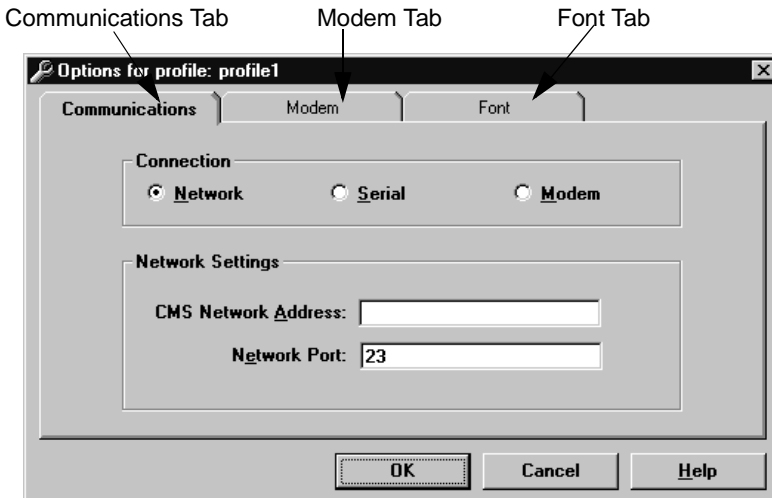 Communications Tab Modem Tab Font Tab
Options for profile: profile1
Communications Modem Font
Connection
Network Serial Modem
Network Settings
CMS Network Address:
Network Port: 23
OK Cancel Help